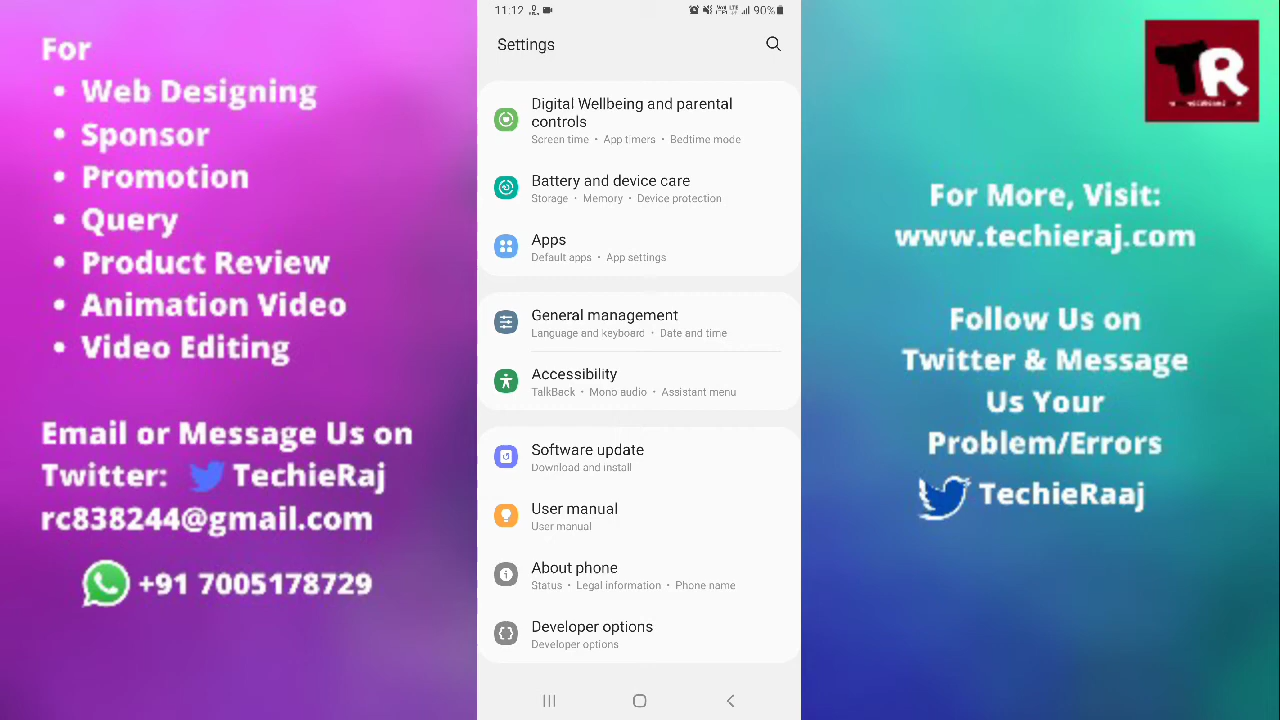 For
• Web Designing
• Sponsor
• Promotion
• Query
• Product Review
• Animation Video
• Video Editing
Email or Message Us on
Twitter: TechieRaj
rc838244@gmail.com
+91 7005178729
11:12
90%
Settings
Digital Wellbeing and parental
controls
Screen time • App timers • Bedtime mode
Battery and device care
Storage • Memory • Device protection
Apps
Default apps • App settings
General management
Language and keyboard • Date and time
Accessibility
TalkBack • Mono audio • Assistant menu
Software update
Download and install
User manual
User manual
About phone
Status • Legal information • Phone name
Developer options
Developer options
TR
For More, Visit:
www.techieraj.com
Follow Us on
Twitter & Message
Us Your
Problem/Errors
TechieRaaj